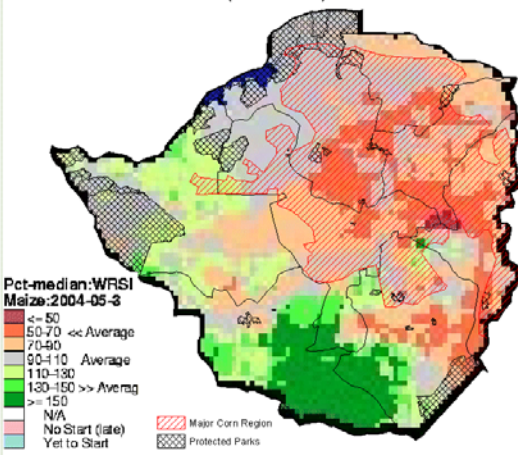 Pct-median:WRSI
Maize:2004-05-3
<= 50
50-70 << Average
70-90
90-110 Average
110-130
130-150 >> Averag
>= 150
N/A
No Start (late)
Yet to Start
Major Corn Region
Protected Parks